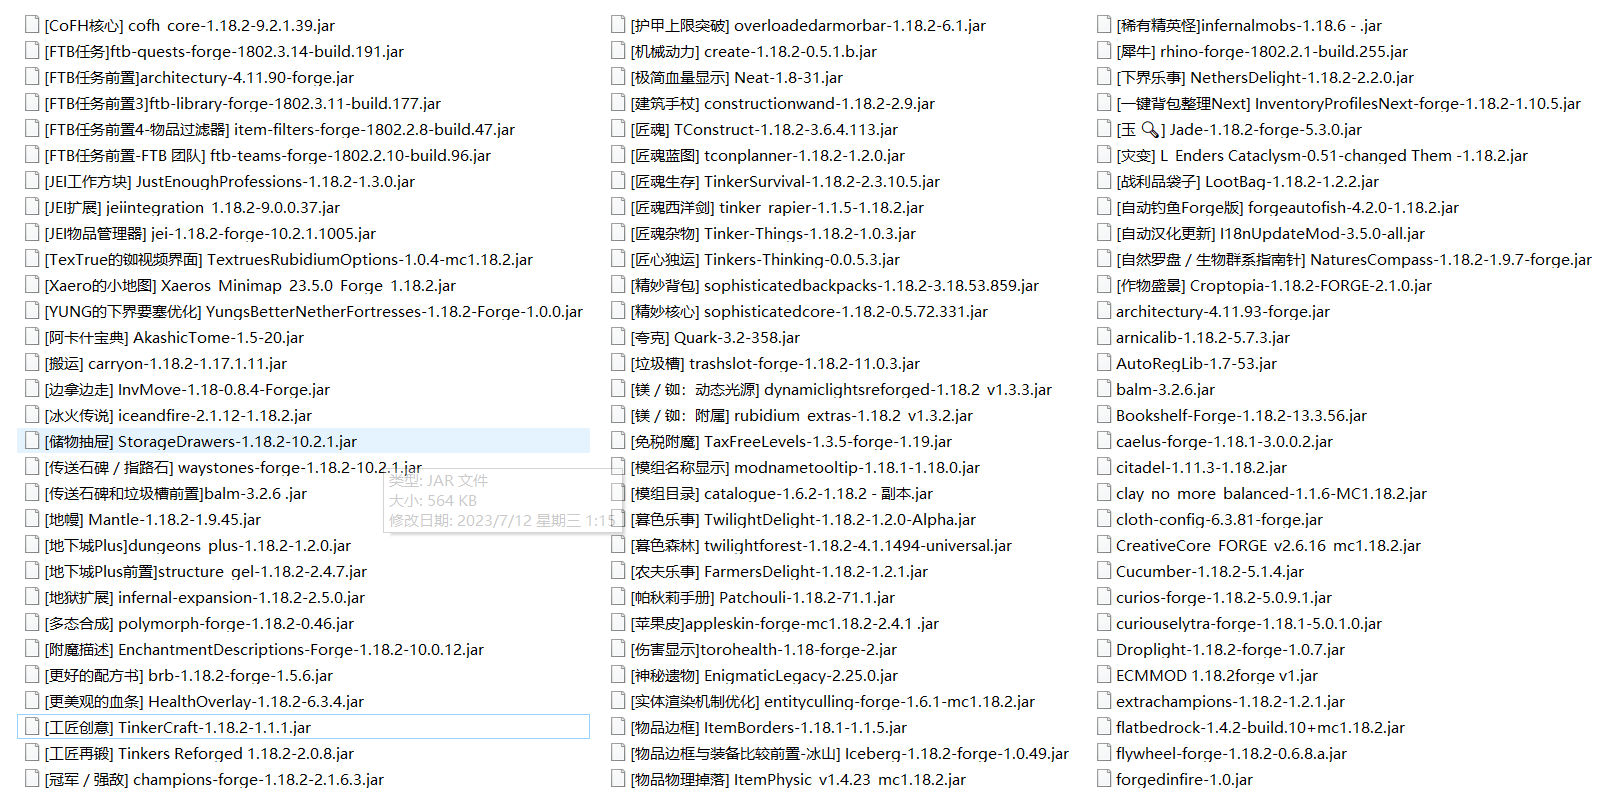 [CoFH核心] cofh_core-1.18.2-9.2.1.39.jar
[FTB任务]ftb-quests-forge-1802.3.14-build.191.jar
[FTB任务前置]architectury-4.11.90-forge.jar
[FTB任务前置3]ftb-library-forge-1802.3.11-build.177.jar
[FTB任务前置4-物品过滤器] item-filters-forge-1802.2.8-build.47.jar
[FTB任务前置-FTB 团队] ftb-teams-forge-1802.2.10-build.96.jar
[JEI工作方块] JustEnoughProfessions-1.18.2-1.3.0.jar
[JEI扩展] jeiintegration_1.18.2-9.0.0.37.jar
[JEI物品管理器] jei-1.18.2-forge-10.2.1.1005.jar
[TexTrue的铷视频界面] TextruesRubidiumOptions-1.0.4-mc1.18.2.jar
[Xaero的小地图] Xaeros_Minimap_23.5.0_Forge_1.18.2.jar
[YUNG的下界要塞优化] YungsBetterNetherFortresses-1.18.2-Forge-1.0.0.jar
[阿卡什宝典] AkashicTome-1.5-20.jar
[搬运] carryon-1.18.2-1.17.1.11.jar
[边拿边走] InvMove-1.18-0.8.4-Forge.jar
[冰火传说] iceandfire-2.1.12-1.18.2.jar
[储物抽屉] StorageDrawers-1.18.2-10.2.1.jar
[传送石碑 / 指路石] waystones-forge-1.18.2-10.2.1.jar
[传送石碑和垃圾槽前置]balm-3.2.6 .jar
[地幔] Mantle-1.18.2-1.9.45.jar
[地下城Plus]dungeons_plus-1.18.2-1.2.0.jar
[地下城Plus前置]structure_gel-1.18.2-2.4.7.jar
[地狱扩展] infernal-expansion-1.18.2-2.5.0.jar
[多态合成] polymorph-forge-1.18.2-0.46.jar
[附魔描述] EnchantmentDescriptions-Forge-1.18.2-10.0.12.jar
[更好的配方书] brb-1.18.2-forge-1.5.6.jar
[更美观的血条] HealthOverlay-1.18.2-6.3.4.jar
[工匠创意] TinkerCraft-1.18.2-1.1.1.jar
[工匠再锻] Tinkers_Reforged_1.18.2-2.0.8.jar
[冠军 / 强敌] champions-forge-1.18.2-2.1.6.3.jar
类型: JAR 文件
大小: 564 KB
修改日期: 2023/7/12 星期三 1:15
[护甲上限突破] overloadedarmorbar-1.18.2-6.1.jar
[机械动力] create-1.18.2-0.5.1.b.jar
[极简血量显示] Neat-1.8-31.jar
[建筑手杖] constructionwand-1.18.2-2.9.jar
[匠魂] TConstruct-1.18.2-3.6.4.113.jar
[匠魂蓝图] tconplanner-1.18.2-1.2.0.jar
[匠魂生存] TinkerSurvival-1.18.2-2.3.10.5.jar
[匠魂西洋剑] tinker_rapier-1.1.5-1.18.2.jar
[匠魂杂物] Tinker-Things-1.18.2-1.0.3.jar
[匠心独运] Tinkers-Thinking-0.0.5.3.jar
[精妙背包] sophisticatedbackpacks-1.18.2-3.18.53.859.jar
[精妙核心] sophisticatedcore-1.18.2-0.5.72.331.jar
[夸克] Quark-3.2-358.jar
[垃圾槽] trashslot-forge-1.18.2-11.0.3.jar
[镁 / 铷：动态光源] dynamiclightsreforged-1.18.2_v1.3.3.jar
[镁 / 铷：附属] rubidium_extras-1.18.2_v1.3.2.jar
[免税附魔] TaxFreeLevels-1.3.5-forge-1.19.jar
[模组名称显示] modnametooltip-1.18.1-1.18.0.jar
[模组目录] catalogue-1.6.2-1.18.2 - 副本.jar
[暮色乐事] TwilightDelight-1.18.2-1.2.0-Alpha.jar
[暮色森林] twilightforest-1.18.2-4.1.1494-universal.jar
[农夫乐事] FarmersDelight-1.18.2-1.2.1.jar
[帕秋莉手册] Patchouli-1.18.2-71.1.jar
[苹果皮]appleskin-forge-mc1.18.2-2.4.1 .jar
[伤害显示]torohealth-1.18-forge-2.jar
[神秘遗物] EnigmaticLegacy-2.25.0.jar
[实体渲染机制优化] entityculling-forge-1.6.1-mc1.18.2.jar
[物品边框] ItemBorders-1.18.1-1.1.5.jar
[物品边框与装备比较前置-冰山] Iceberg-1.18.2-forge-1.0.49.jar
[物品物理掉落] ItemPhysic_v1.4.23_mc1.18.2.jar
[稀有精英怪]infernalmobs-1.18.6 - .jar
[犀牛] rhino-forge-1802.2.1-build.255.jar
[下界乐事] NethersDelight-1.18.2-2.2.0.jar
[一键背包整理Next] InventoryProfilesNext-forge-1.18.2-1.10.5.jar
[玉 🔍] Jade-1.18.2-forge-5.3.0.jar
[灾变] L_Enders Cataclysm-0.51-changed Them -1.18.2.jar
[战利品袋子] LootBag-1.18.2-1.2.2.jar
[自动钓鱼Forge版] forgeautofish-4.2.0-1.18.2.jar
[自动汉化更新] I18nUpdateMod-3.5.0-all.jar
[自然罗盘 / 生物群系指南针] NaturesCompass-1.18.2-1.9.7-forge.jar
[作物盛景] Croptopia-1.18.2-FORGE-2.1.0.jar
architectury-4.11.93-forge.jar
arnicalib-1.18.2-5.7.3.jar
AutoRegLib-1.7-53.jar
balm-3.2.6.jar
Bookshelf-Forge-1.18.2-13.3.56.jar
caelus-forge-1.18.1-3.0.0.2.jar
citadel-1.11.3-1.18.2.jar
clay_no_more_balanced-1.1.6-MC1.18.2.jar
cloth-config-6.3.81-forge.jar
CreativeCore_FORGE_v2.6.16_mc1.18.2.jar
Cucumber-1.18.2-5.1.4.jar
curios-forge-1.18.2-5.0.9.1.jar
curiouselytra-forge-1.18.1-5.0.1.0.jar
Droplight-1.18.2-forge-1.0.7.jar
ECMMOD_1.18.2forge_v1.jar
extrachampions-1.18.2-1.2.1.jar
flatbedrock-1.4.2-build.10+mc1.18.2.jar
flywheel-forge-1.18.2-0.6.8.a.jar
forgedinfire-1.0.jar